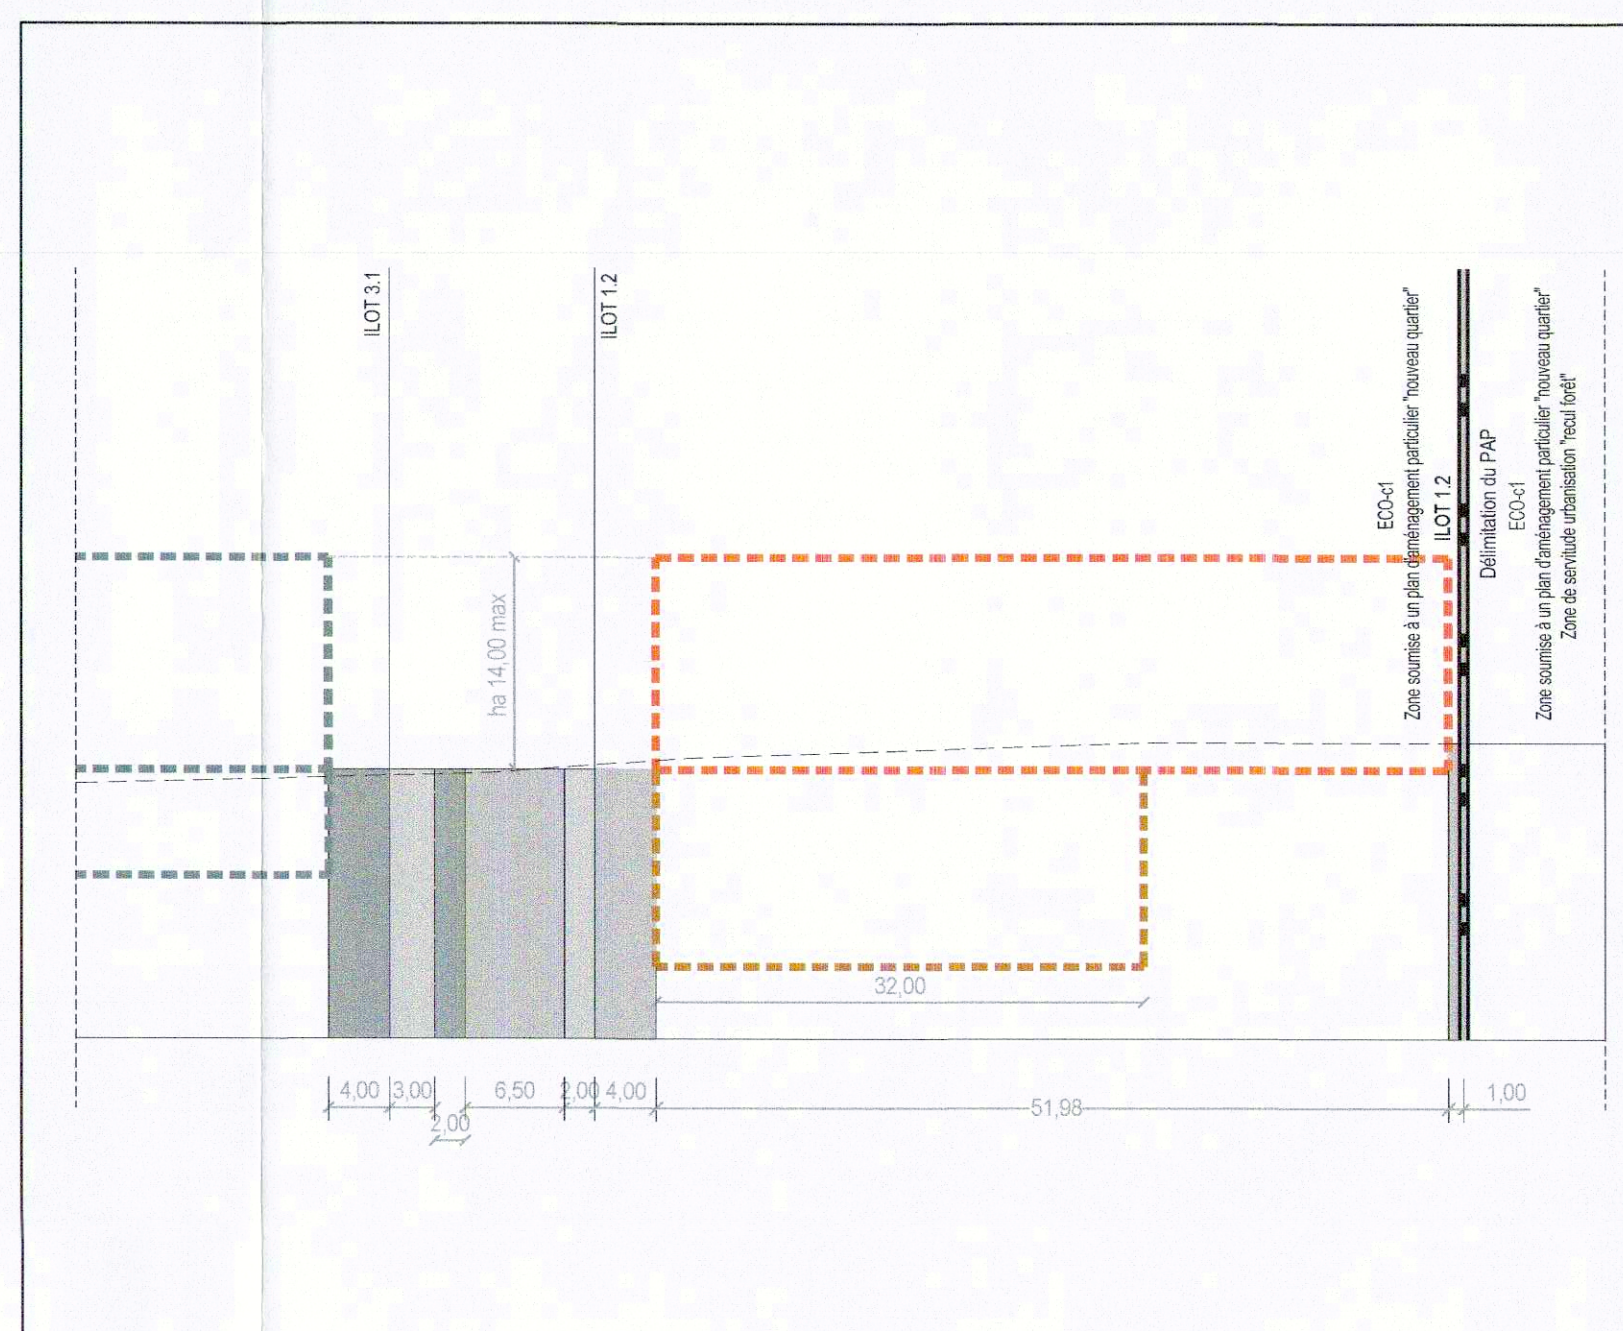 ILOT 3.1
ILOT 1.2
ECO-c1
Zone soumise à un plan d'aménagement particulier "nouveau quartier"
ILOT 1.2
Délimitation du PAP
ECO-c1
Zone soumise à un plan d'aménagement particulier "nouveau quartier"
Zone de servitude urbanisation "recul forêt"
ha 14,00 max
32,00
4,00
3,00
2,00
6,50
2,00
4,00
51,98
1,00